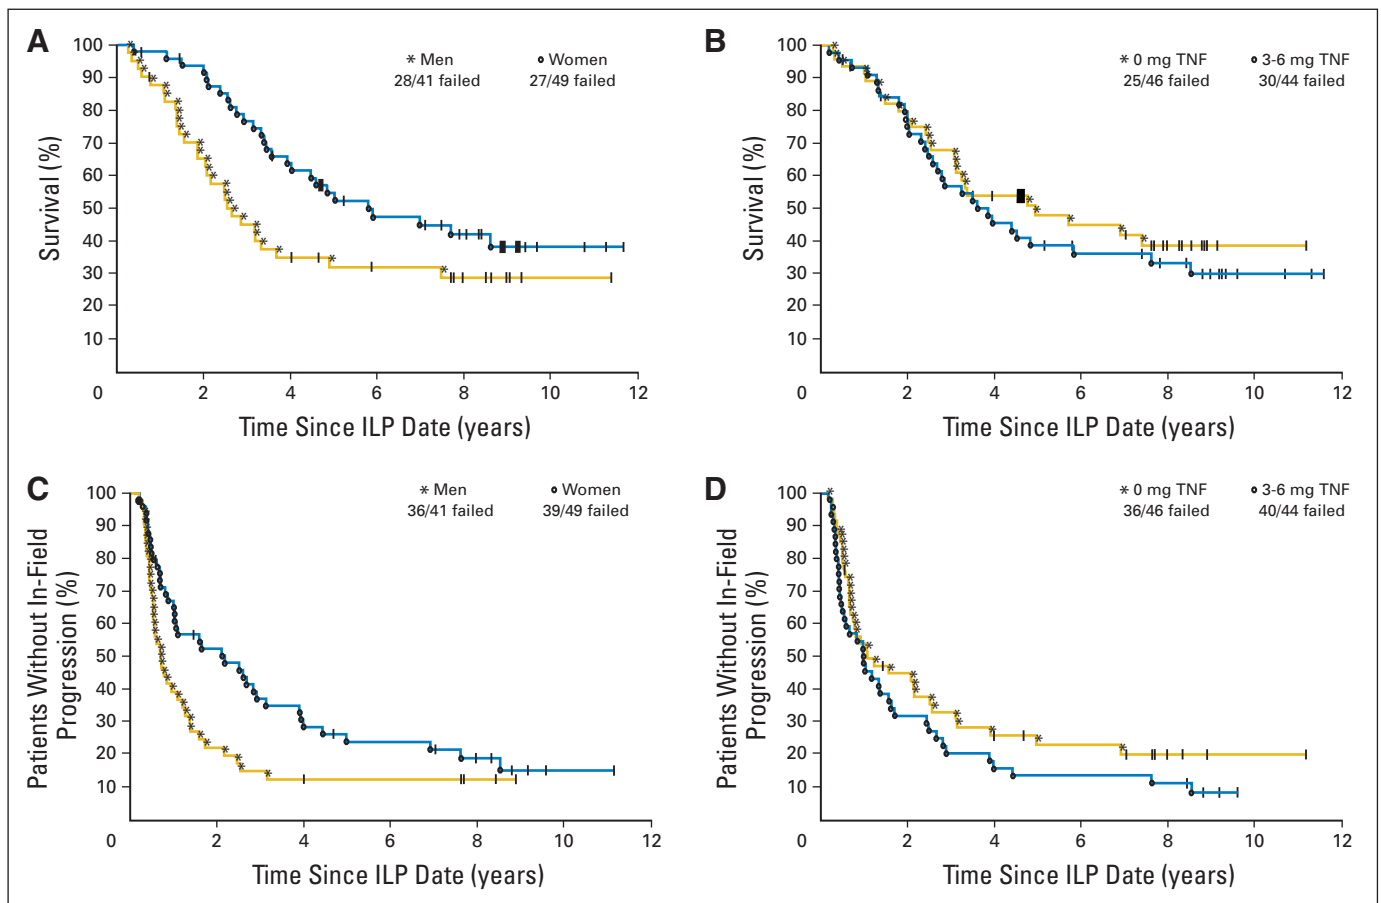 A
100
90
80
70
60
50
40
30
20
10
0
2
4
6
8
10
12
Survival (%)
Time Since ILP Date (years)
* Men
28/41 failed
Women
27/49 failed
B
100
90
80
70
60
50
40
30
20
10
0
2
4
6
8
10
12
Survival (%)
Time Since ILP Date (years)
* 0 mg TNF
25/46 failed
3-6 mg TNF
30/44 failed
C
100
90
80
70
60
50
40
30
20
10
0
2
4
6
8
10
12
Patients Without In-Field
Progression (%)
Time Since ILP Date (years)
* Men
36/41 failed
Women
39/49 failed
D
100
90
80
70
60
50
40
30
20
10
0
2
4
6
8
10
12
Patients Without In-Field
Progression (%)
Time Since ILP Date (years)
* 0 mg TNF
36/46 failed
3-6 mg TNF
40/44 failed